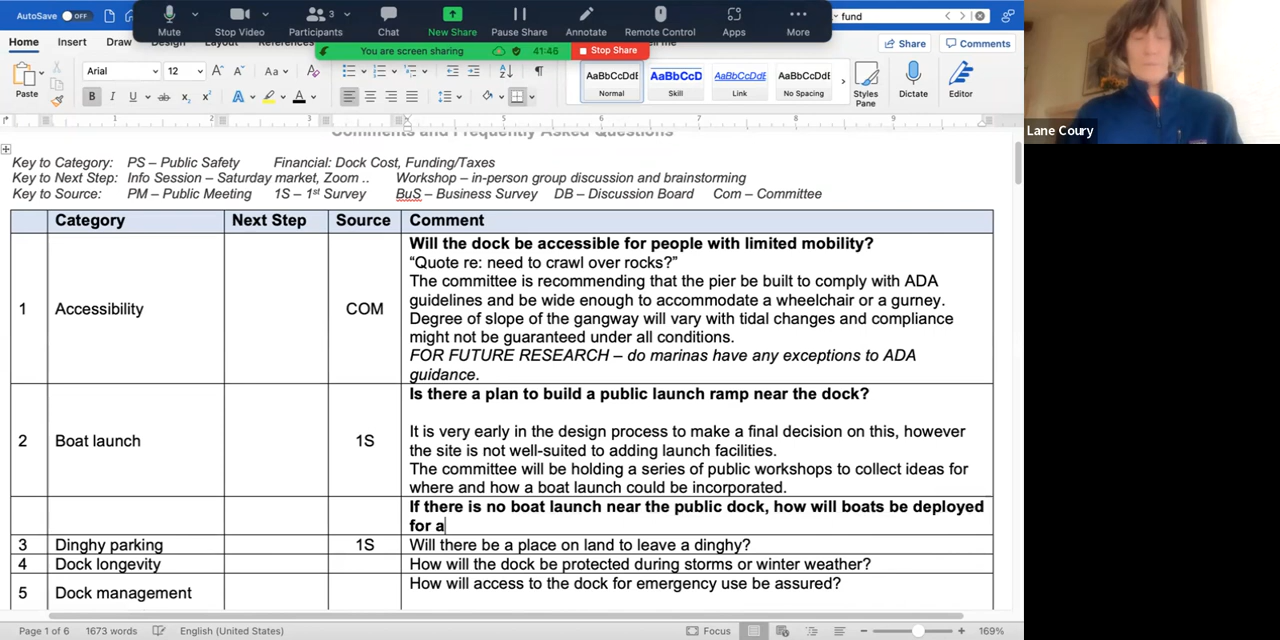 AutoSave OFF
fund
Mute
Stop Video
Participants 3
Chat
New Share
Pause Share
Annotate
Remote Control
Apps
More
Home Insert Draw Design Layout References
You are screen sharing 41:46 Stop Share
Share Comments
Paste
Arial 12
AaBbCcDdE AaBbCcD AaBbCcDdE AaBbCcDdE
Normal Skill Link No Spacing
Styles Pane
Dictate
Editor
Lane Coury
Comments and Frequently Asked Questions
Key to Category: PS – Public Safety Financial: Dock Cost, Funding/Taxes
Key to Next Step: Info Session – Saturday market, Zoom .. Workshop – in-person group discussion and brainstorming
Key to Source: PM – Public Meeting 1S – 1st Survey BuS – Business Survey DB – Discussion Board Com – Committee
Category Next Step Source Comment
1 Accessibility COM
Will the dock be accessible for people with limited mobility?
“Quote re: need to crawl over rocks?”
The committee is recommending that the pier be built to comply with ADA
guidelines and be wide enough to accommodate a wheelchair or a gurney.
Degree of slope of the gangway will vary with tidal changes and compliance
might not be guaranteed under all conditions.
FOR FUTURE RESEARCH – do marinas have any exceptions to ADA
guidance.
2 Boat launch 1S
Is there a plan to build a public launch ramp near the dock?
It is very early in the design process to make a final decision on this, however
the site is not well-suited to adding launch facilities.
The committee will be holding a series of public workshops to collect ideas for
where and how a boat launch could be incorporated.
If there is no boat launch near the public dock, how will boats be deployed
for a
3 Dinghy parking 1S Will there be a place on land to leave a dinghy?
4 Dock longevity How will the dock be protected during storms or winter weather?
5 Dock management How will access to the dock for emergency use be assured?
Page 1 of 6 1673 words English (United States) Focus 169%